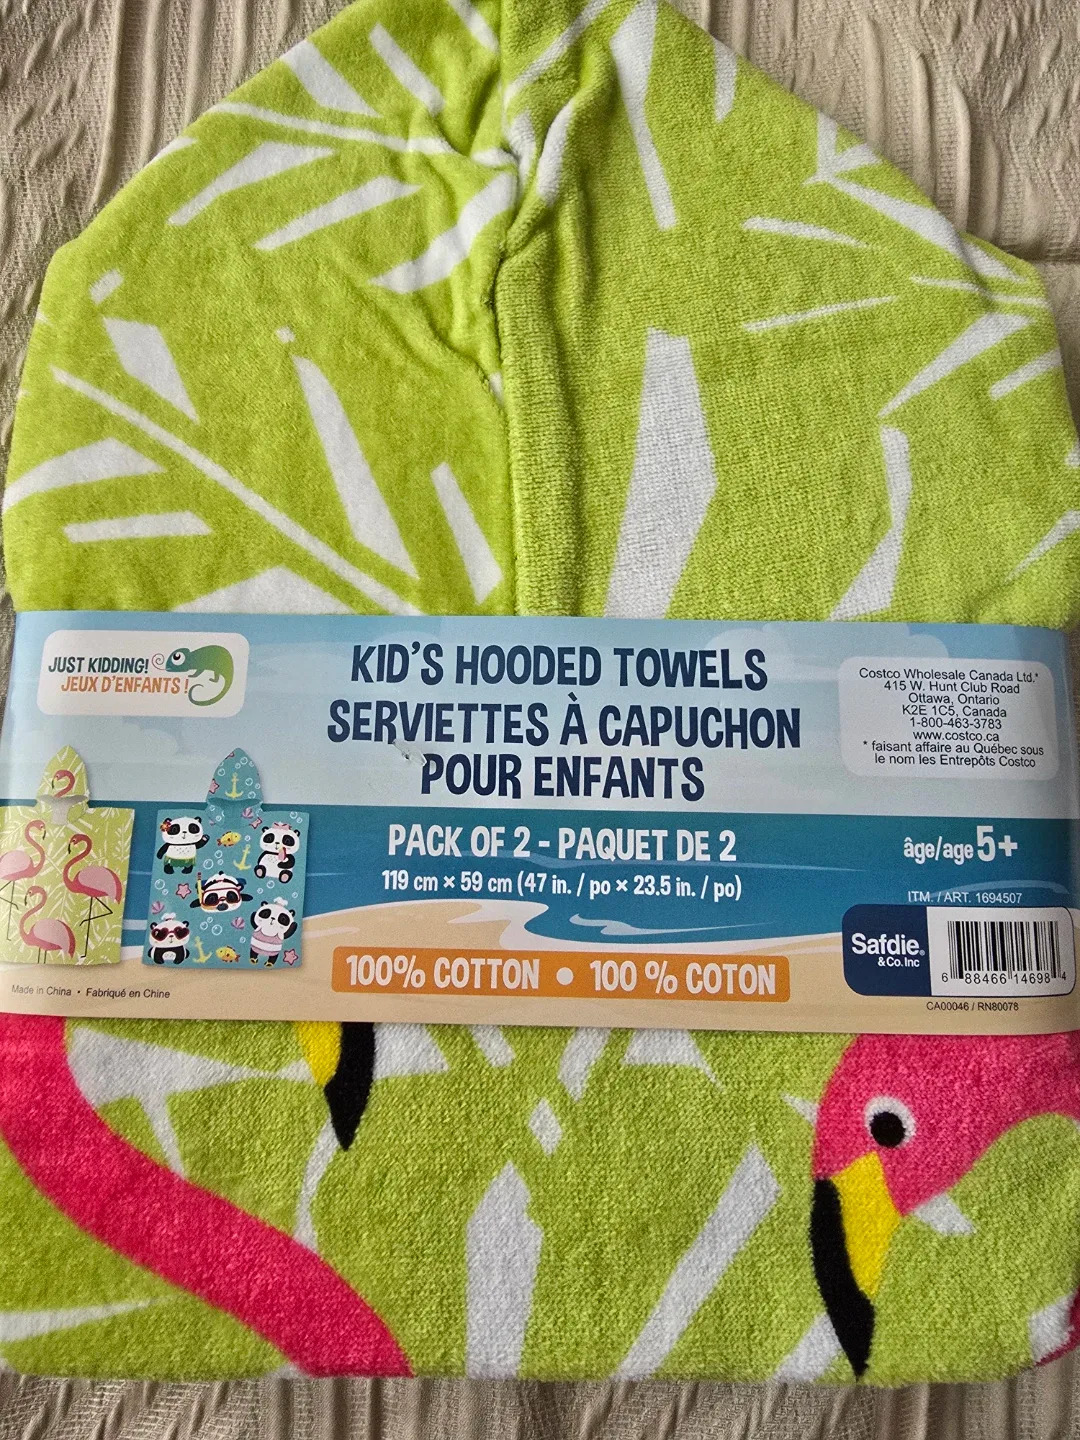 JUST KIDDING!
JEUX D'ENFANTS !
KID'S HOODED TOWELS
SERVIETTES À CAPUCHON
POUR ENFANTS
PACK OF 2 - PAQUET DE 2
119 cm × 59 cm (47 in. / po × 23.5 in. / po)
100% COTTON • 100 % COTON
Made in China • Fabriqué en Chine
Costco Wholesale Canada Ltd.*
415 W. Hunt Club Road
Ottawa, Ontario
K2E 1C5, Canada
1-800-463-3783
www.costco.ca
* faisant affaire au Québec sous
le nom les Entrepôts Costco
âge/age 5+
ITM. / ART. 1694507
Safdie®
& Co. Inc
6 88466 14698 4
CA00046 / RN80078